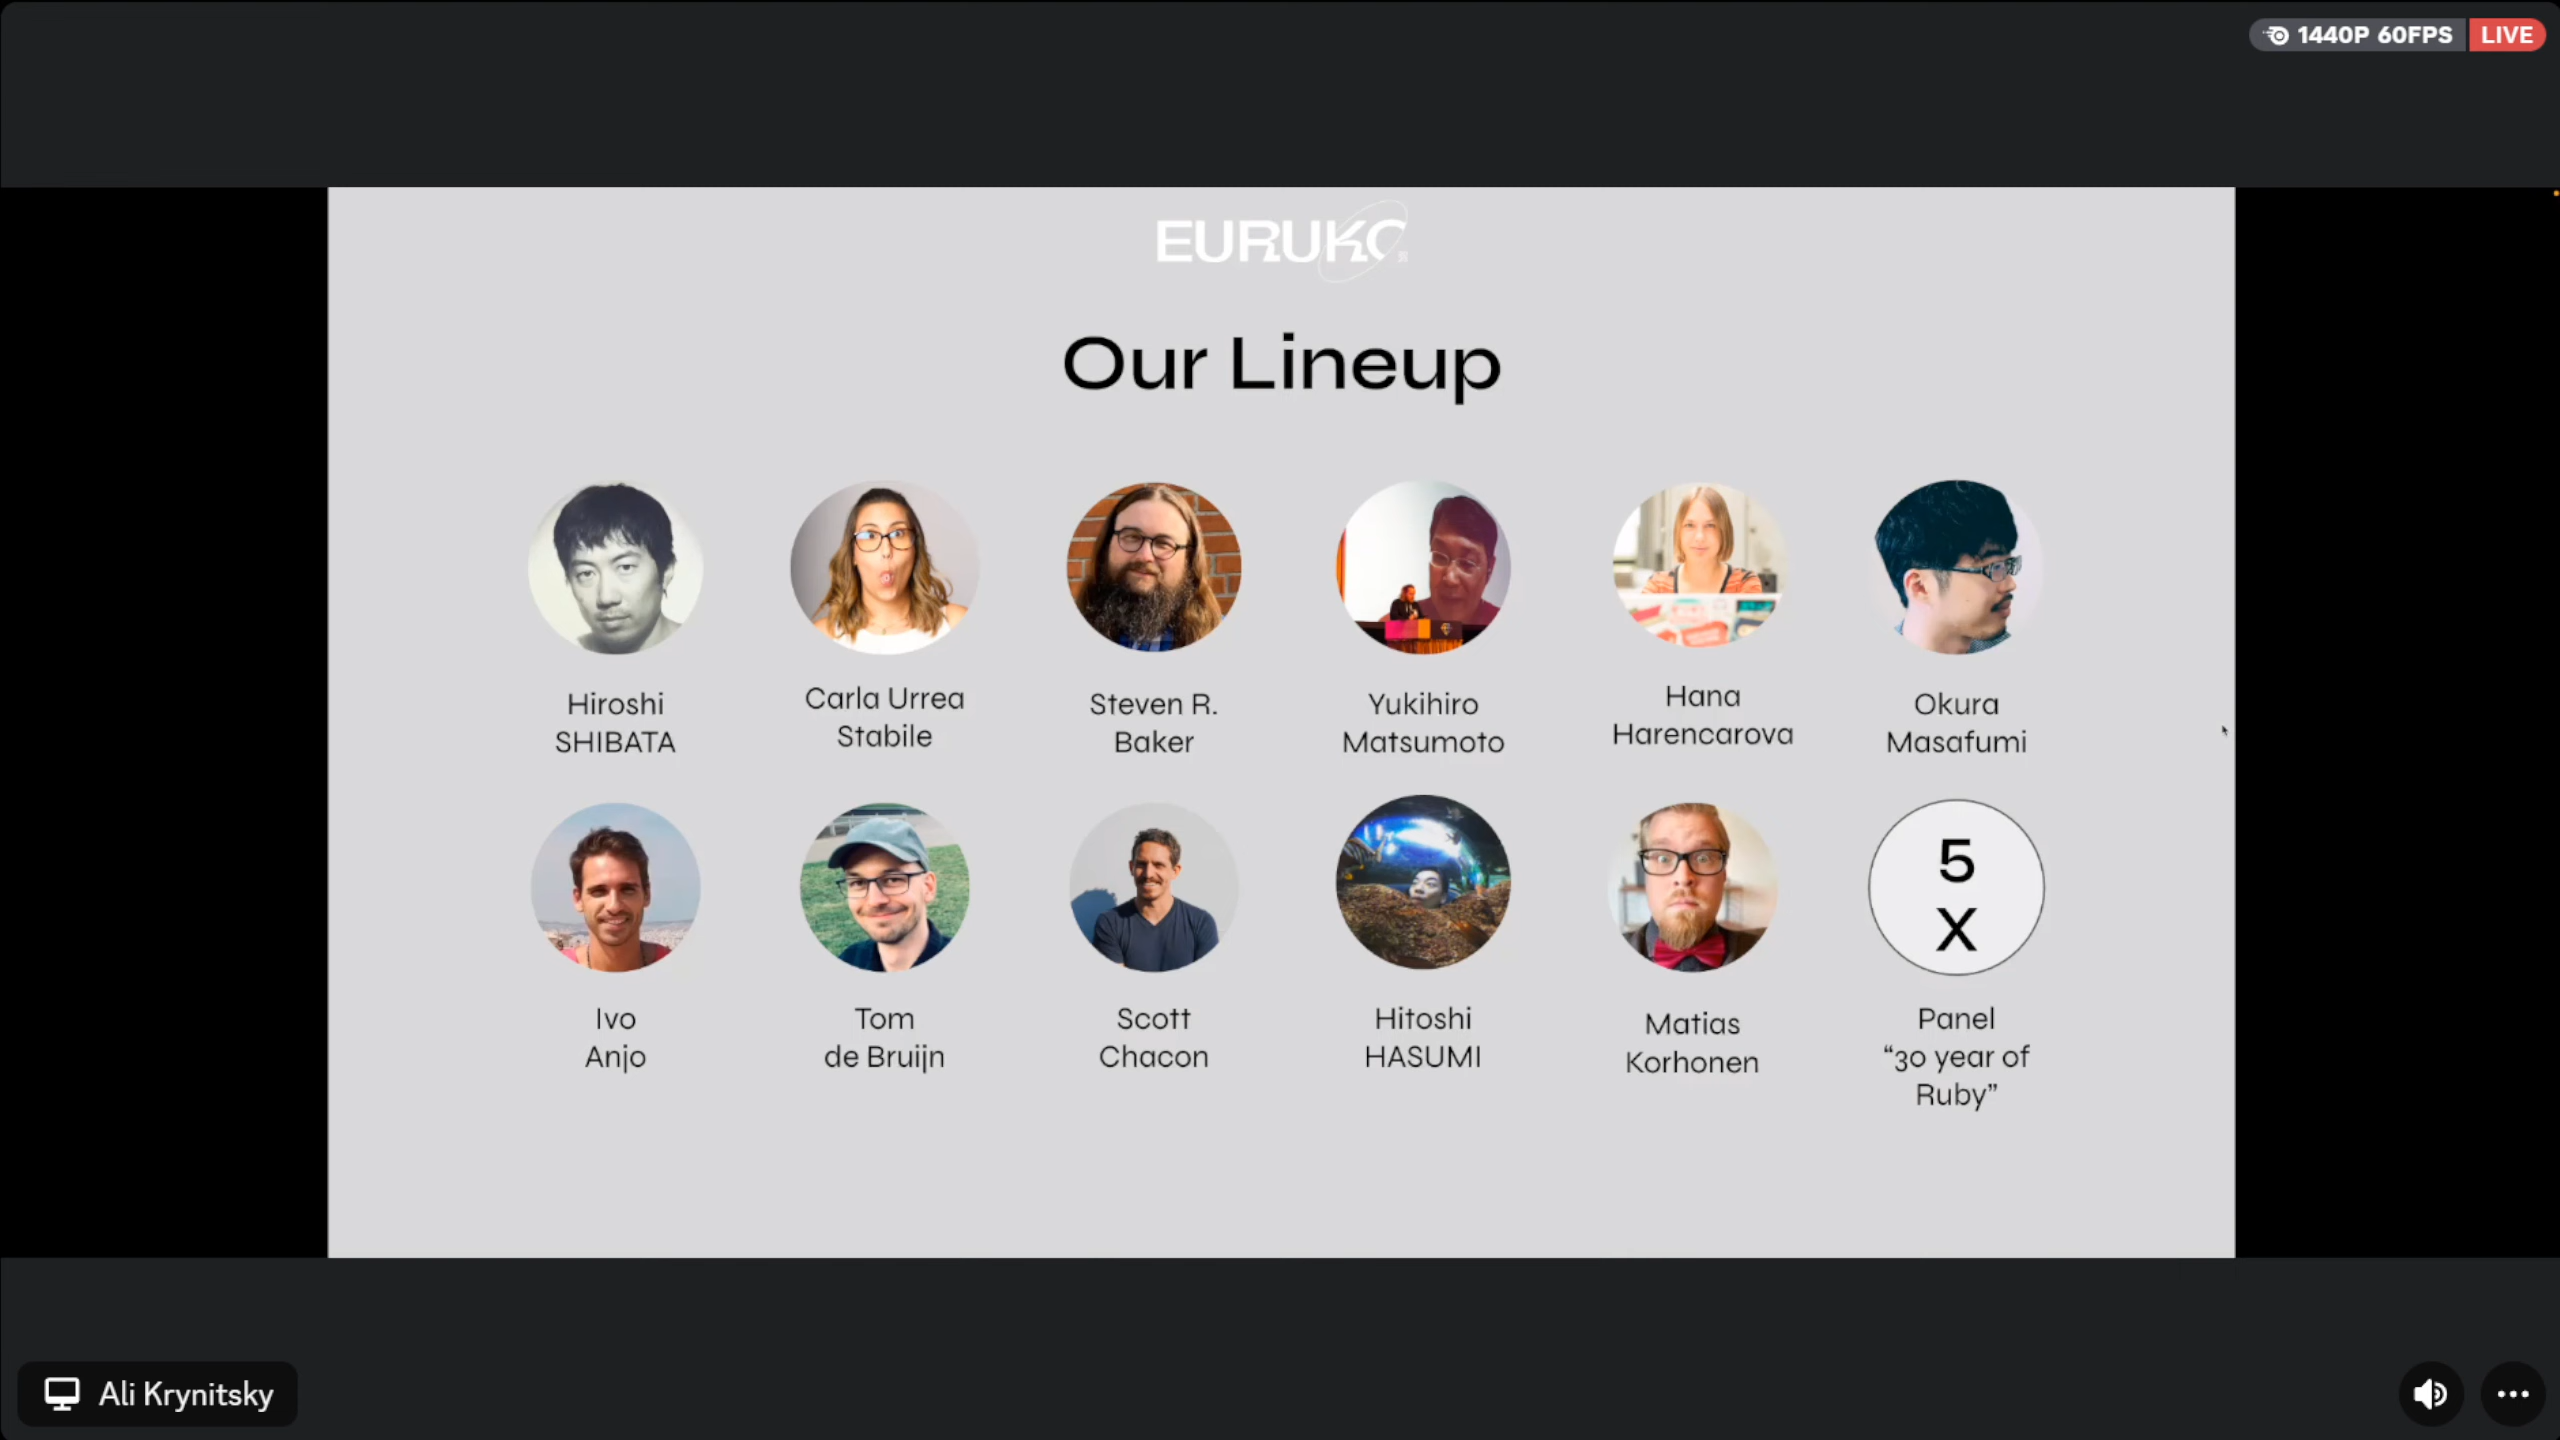 1440P 60FPS LIVE
EURUKO
Our Lineup
Hiroshi
SHIBATA
Carla Urrea
Stabile
Steven R.
Baker
Yukihiro
Matsumoto
Hana
Harencarova
Okura
Masafumi
Ivo
Anjo
Tom
de Bruijn
Scott
Chacon
Hitoshi
HASUMI
Matias
Korhonen
5
X
Panel
“30 year of
Ruby”
Ali Krynitsky